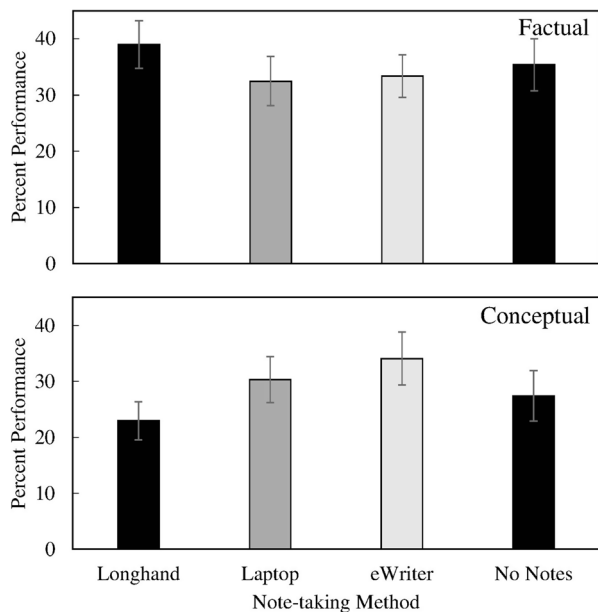 Factual
Percent Performance
40
30
20
10
0
Conceptual
Percent Performance
40
30
20
10
0
Longhand Laptop eWriter No Notes
Note-taking Method